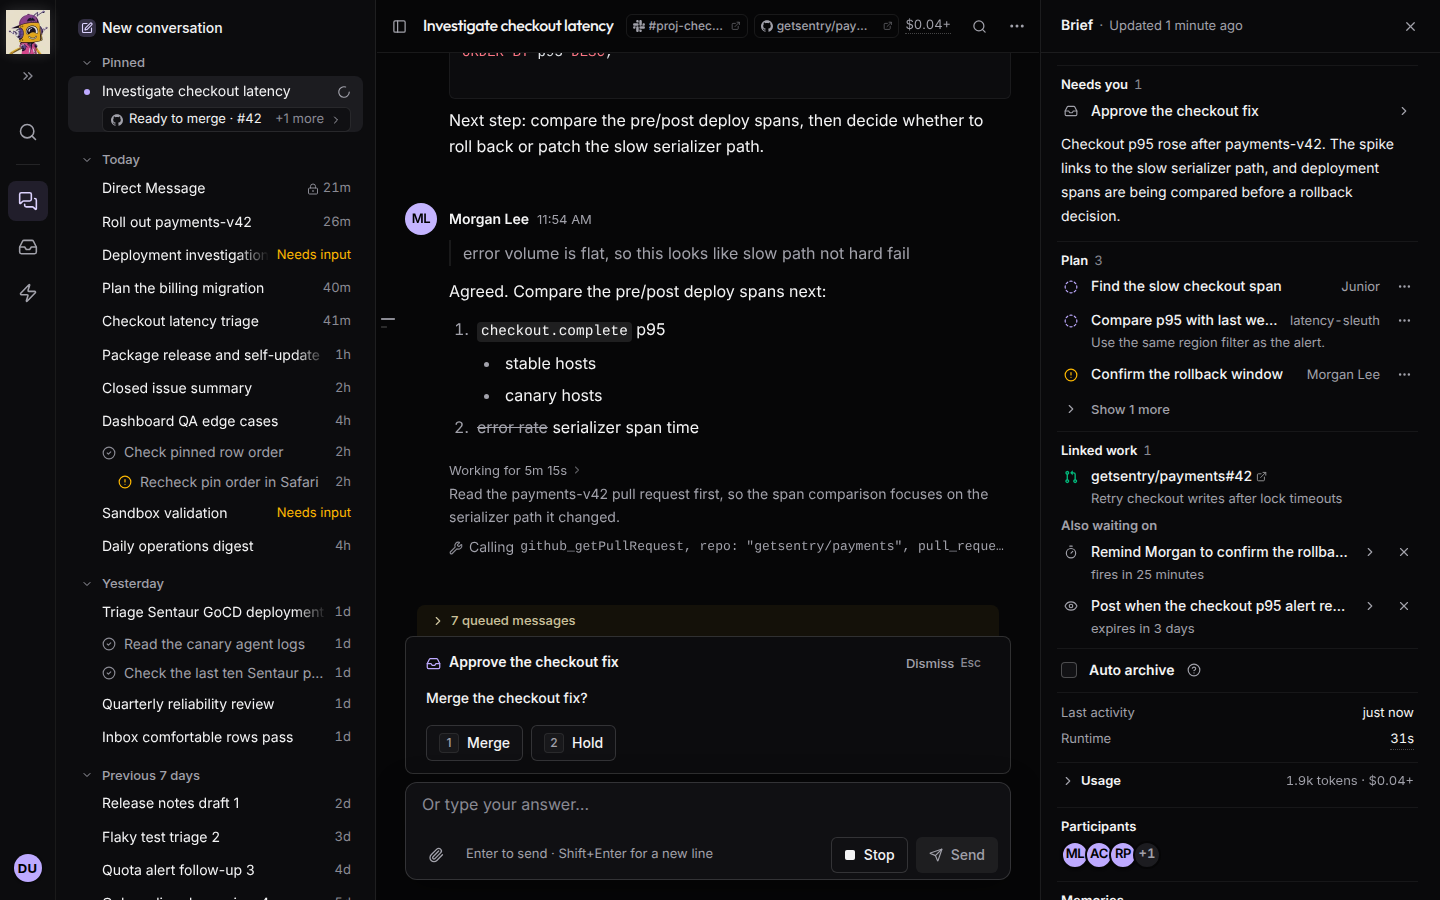 New conversation
Pinned
Investigate checkout latency
Ready to merge · #42 +1 more
Today
Direct Message 21m
Roll out payments-v42 26m
Deployment investigation Needs input
Plan the billing migration 40m
Checkout latency triage 41m
Package release and self-update 1h
Closed issue summary 2h
Dashboard QA edge cases 4h
Check pinned row order 2h
Recheck pin order in Safari 2h
Sandbox validation Needs input
Daily operations digest 4h
Yesterday
Triage Sentaur GoCD deployment 1d
Read the canary agent logs 1d
Check the last ten Sentaur p... 1d
Quarterly reliability review 1d
Inbox comfortable rows pass 1d
Previous 7 days
Release notes draft 1 2d
Flaky test triage 2 3d
Quota alert follow-up 3 4d
DU
Investigate checkout latency #proj-chec... getsentry/pay... $0.04+
ORDER BY p95 DESC;
Next step: compare the pre/post deploy spans, then decide whether to
roll back or patch the slow serializer path.
ML Morgan Lee 11:54 AM
error volume is flat, so this looks like slow path not hard fail
Agreed. Compare the pre/post deploy spans next:
1. checkout.complete p95
• stable hosts
• canary hosts
2. error rate serializer span time
Working for 5m 15s
Read the payments-v42 pull request first, so the span comparison focuses on the
serializer path it changed.
Calling github_getPullRequest, repo: "getsentry/payments", pull_reque...
7 queued messages
Approve the checkout fix Dismiss Esc
Merge the checkout fix?
1 Merge 2 Hold
Or type your answer...
Enter to send · Shift+Enter for a new line Stop Send
Brief · Updated 1 minute ago
Needs you 1
Approve the checkout fix
Checkout p95 rose after payments-v42. The spike
links to the slow serializer path, and deployment
spans are being compared before a rollback
decision.
Plan 3
Find the slow checkout span Junior
Compare p95 with last we... latency-sleuth
Use the same region filter as the alert.
Confirm the rollback window Morgan Lee
Show 1 more
Linked work 1
getsentry/payments#42
Retry checkout writes after lock timeouts
Also waiting on
Remind Morgan to confirm the rollba...
fires in 25 minutes
Post when the checkout p95 alert re...
expires in 3 days
Auto archive
Last activity just now
Runtime 31s
Usage 1.9k tokens · $0.04+
Participants
ML AC RP +1
Memories